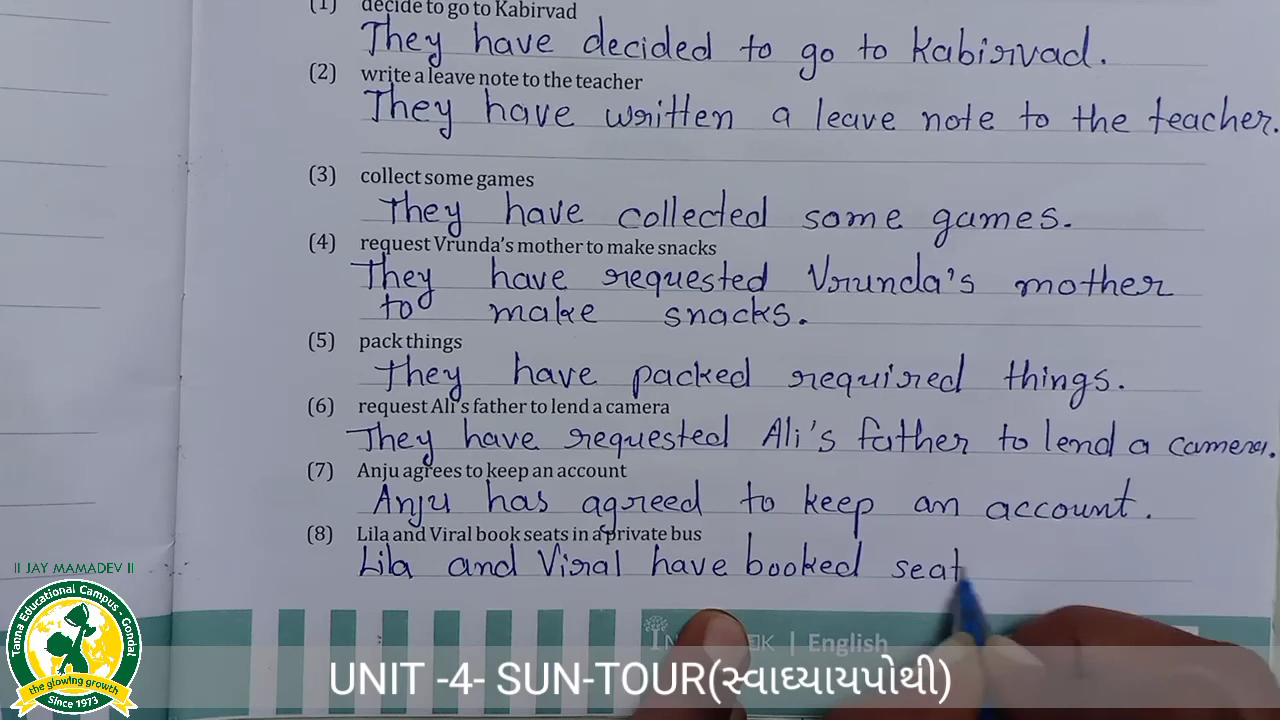 (1) decide to go to Kabirvad
They have decided to go to Kabirvad.
(2) write a leave note to the teacher
They have written a leave note to the teacher.
(3) collect some games
They have collected some games.
(4) request Vrunda's mother to make snacks
They have requested Vrunda's mother
to make snacks.
(5) pack things
They have packed required things.
(6) request Ali's father to lend a camera
They have requested Ali's father to lend a camera.
(7) Anju agrees to keep an account
Anju has agreed to keep an account.
(8) Lila and Viral book seats in a private bus
Lila and Viral have booked seat
|| JAY MAMADEV ||
Tanna Educational Campus - Gondal
the glowing growth
Since 1973
| English
UNIT -4- SUN-TOUR(સ્વાધ્યાયપોથી)